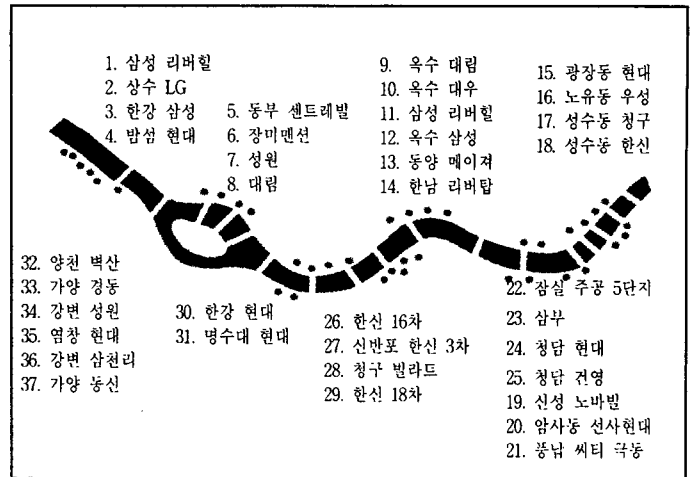 1. 삼성 리버힐
2. 상수 LG
3. 한강 삼성
4. 밤섬 현대
5. 동부 센트레빌
6. 장미멘션
7. 성원
8. 대림
9. 옥수 대림
10. 옥수 대우
11. 삼성 리버힐
12. 옥수 삼성
13. 동양 메이져
14. 한남 리버탑
15. 광장동 현대
16. 노유동 우성
17. 성수동 청구
18. 성수동 한신
32. 양천 벽산
33. 가양 경동
34. 강변 성원
35. 염창 현대
36. 강변 삼천리
37. 가양 동신
30. 한강 현대
31. 명수대 현대
26. 한신 16차
27. 신반포 한신 3차
28. 청구 빌라트
29. 한신 18차
22. 잠실 주공 5단지
23. 삼부
24. 청담 현대
25. 청담 건영
19. 신성 노바빌
20. 암사동 선사현대
21. 풍납 씨티 극동